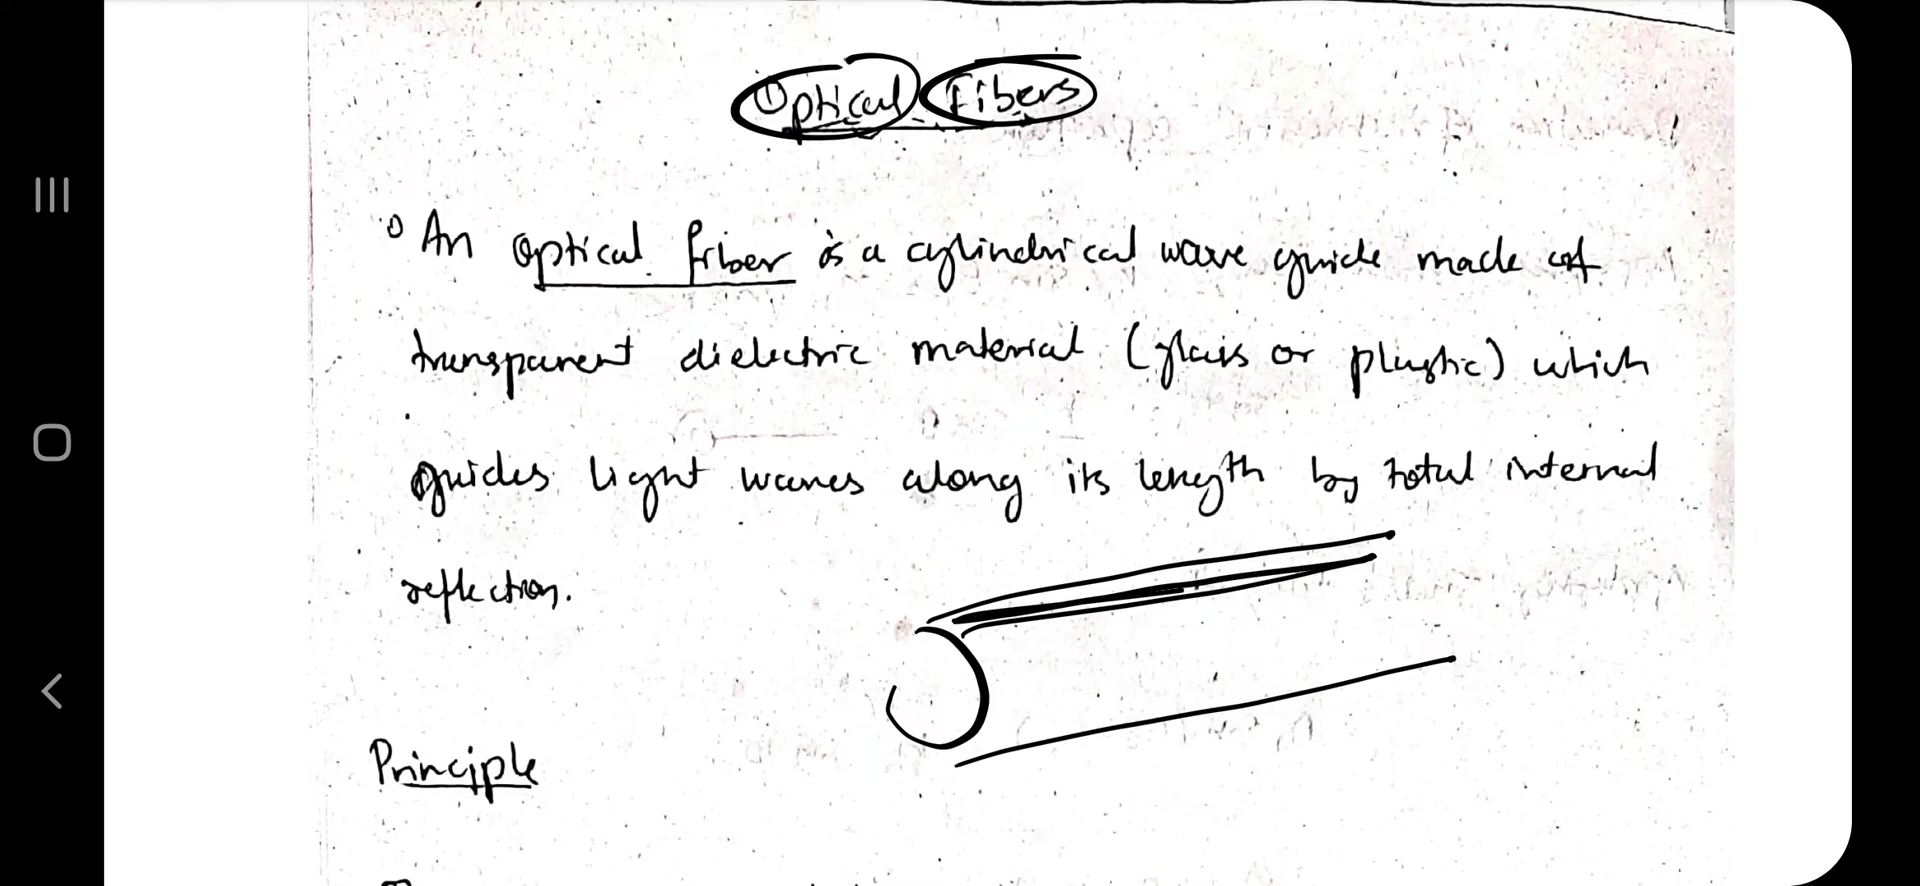 Optical Fibers
① An optical fiber is a cylindrical wave guide made of
transparent dielectric material (glass or plastic) which
guides light waves along its length by total internal
reflection.
Principle